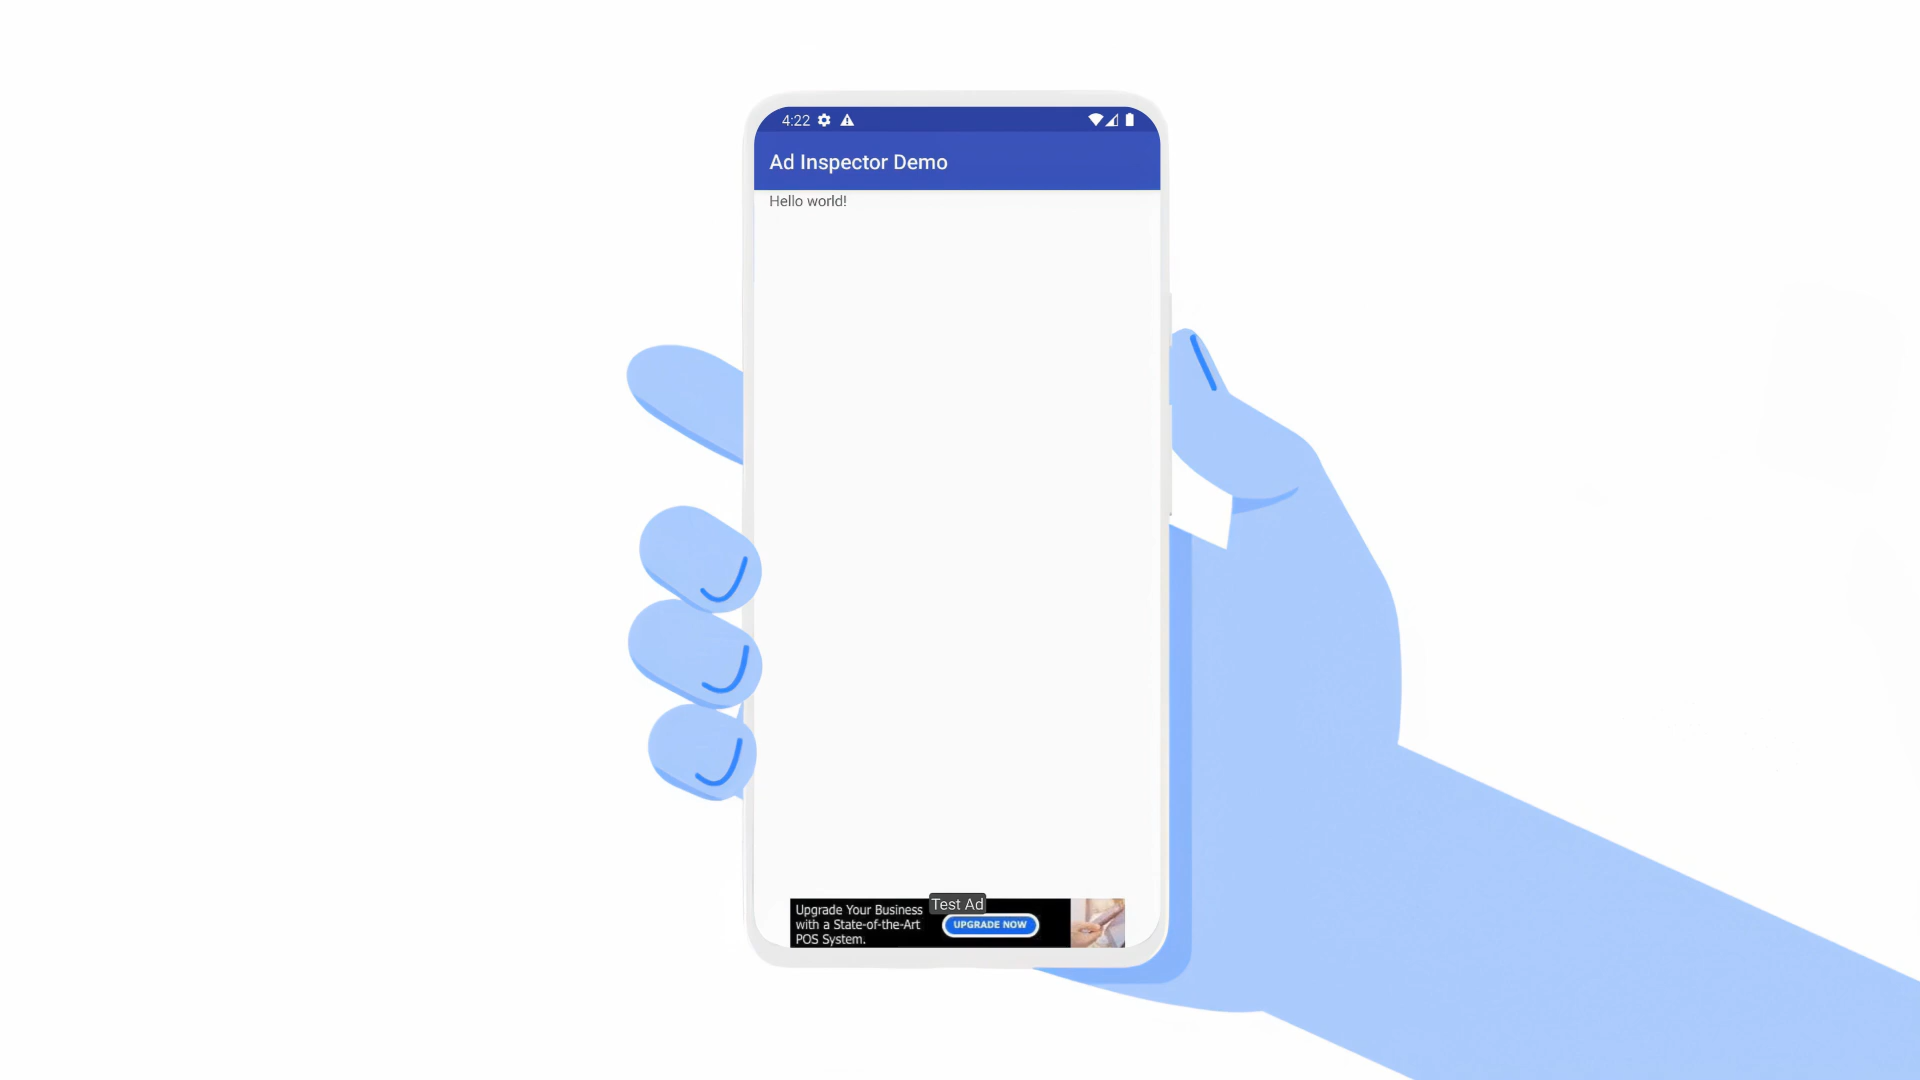 4:22
Ad Inspector Demo
Hello world!
Test Ad
Upgrade Your Business
with a State-of-the-Art
POS System.
UPGRADE NOW